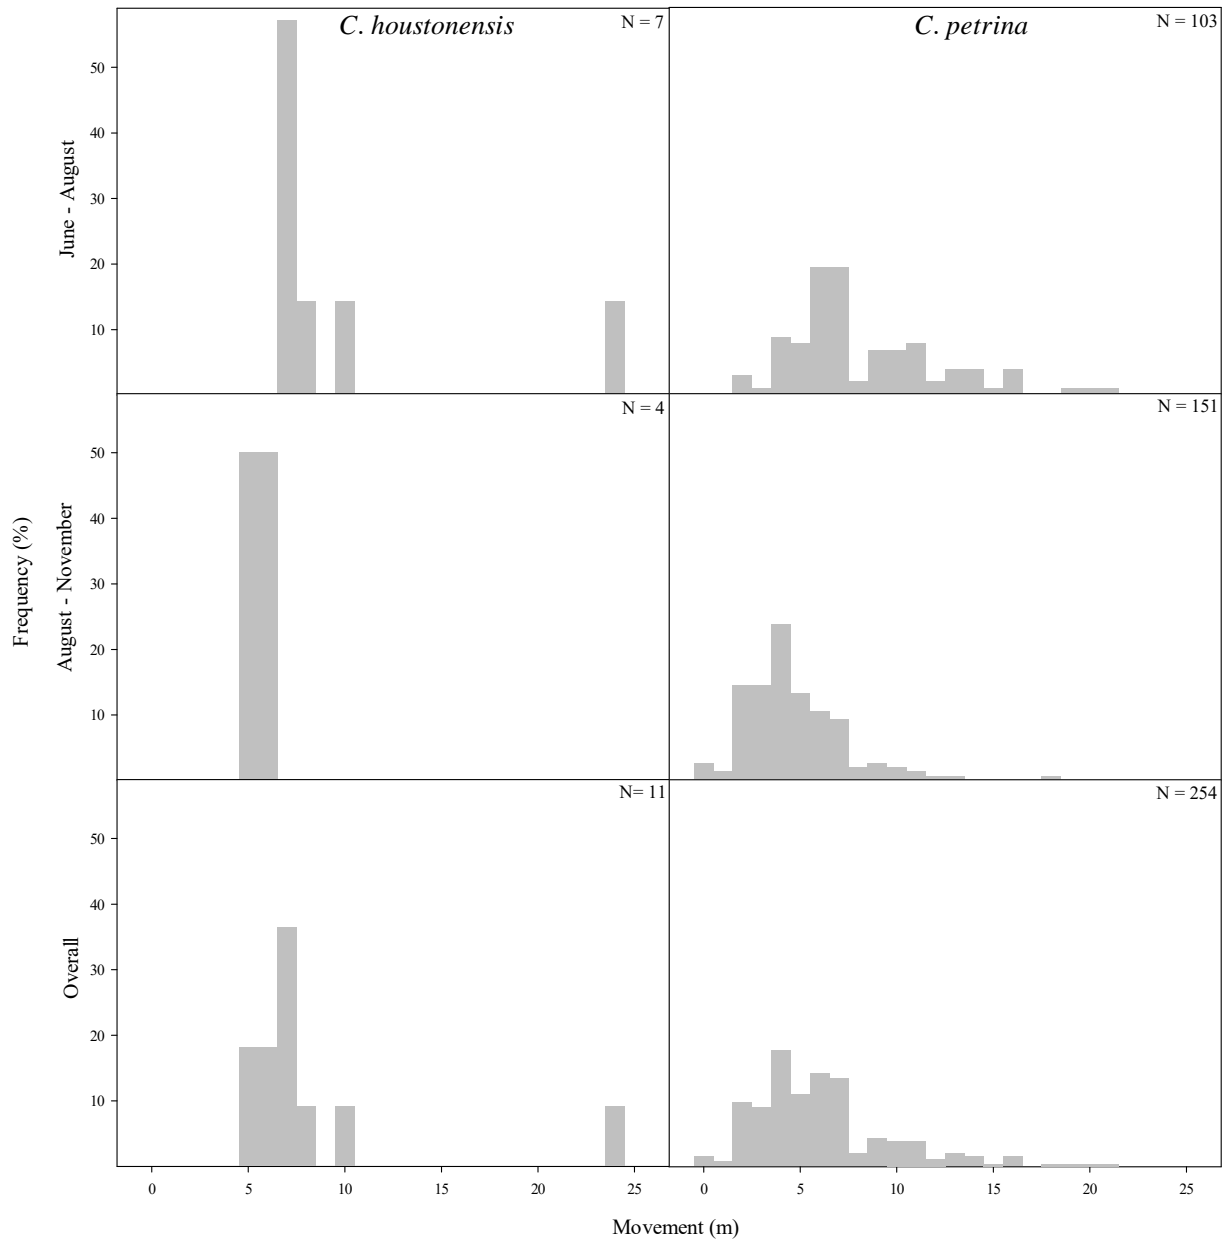 C. houstonensis
N = 7
C. petrina
N = 103
50
40
30
20
10
June - August
N = 4
N = 151
50
40
30
20
10
August - November
Frequency (%)
N= 11
N = 254
50
40
30
20
10
Overall
0 5 10 15 20 25
0 5 10 15 20 25
Movement (m)